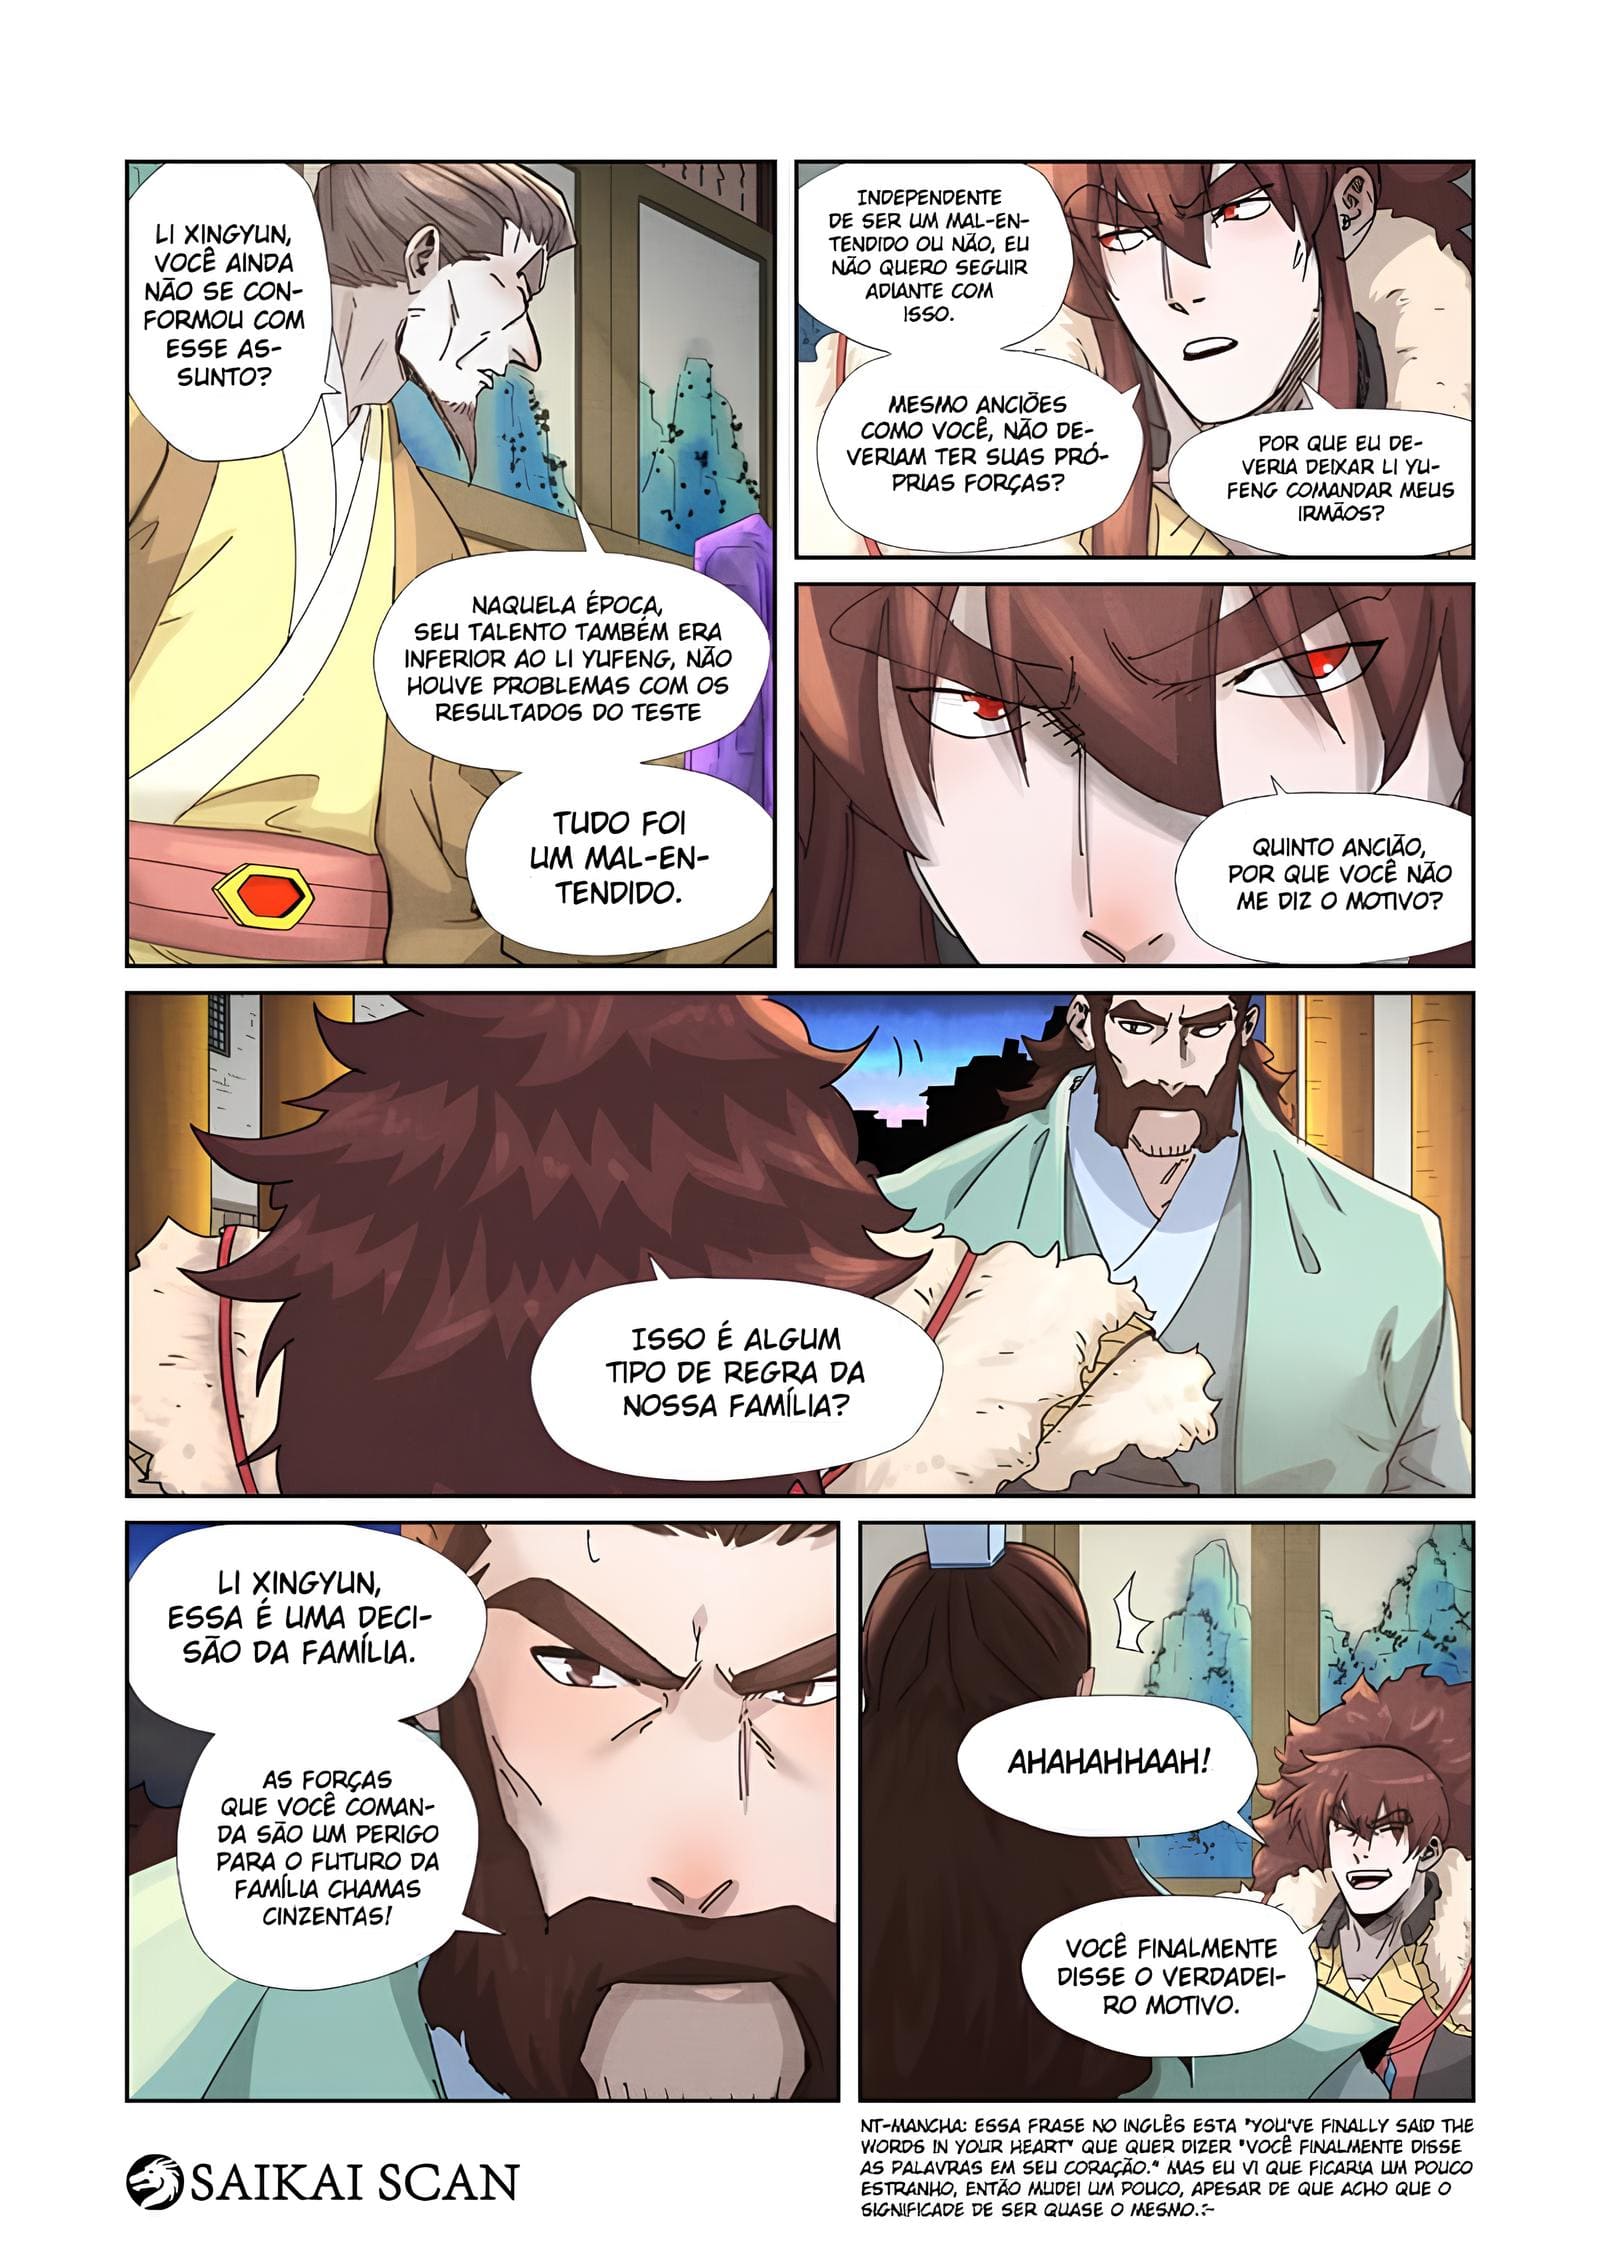 LI XINGYUN,
VOCÊ AINDA
NÃO SE CON-
FORMOU COM
ESSE AS-
SUNTO?
NAQUELA ÉPOCA,
SEU TALENTO TAMBÉM ERA
INFERIOR AO LI YUFENG, NÃO
HOUVE PROBLEMAS COM OS
RESULTADOS DO TESTE
TUDO FOI
UM MAL-EN-
TENDIDO.
INDEPENDENTE
DE SER UM MAL-EN-
TENDIDO OU NÃO, EU
NÃO QUERO SEGUIR
ADIANTE COM
ISSO.
MESMO ANCIÕES
COMO VOCÊ, NÃO DE-
VERIAM TER SUAS PRÓ-
PRIAS FORÇAS?
POR QUE EU DE-
VERIA DEIXAR LI YU-
FENG COMANDAR MEUS
IRMÃOS?
QUINTO ANCIÃO,
POR QUE VOCÊ NÃO
ME DIZ O MOTIVO?
ISSO É ALGUM
TIPO DE REGRA DA
NOSSA FAMÍLIA?
LI XINGYUN,
ESSA É UMA DECI-
SÃO DA FAMÍLIA.
AS FORÇAS
QUE VOCÊ COMAN-
DA SÃO UM PERIGO
PARA O FUTURO DA
FAMÍLIA CHAMAS
CINZENTAS!
AHAHAHHAAH!
VOCÊ FINALMENTE
DISSE O VERDADEI-
RO MOTIVO.
NT-MANCHA: ESSA FRASE NO INGLÊS ESTA "YOU'VE FINALLY SAID THE
WORDS IN YOUR HEART" QUE QUER DIZER "VOCÊ FINALMENTE DISSE
AS PALAVRAS EM SEU CORAÇÃO." MAS EU VI QUE FICARIA UM POUCO
ESTRANHO, ENTÃO MUDEI UM POUCO, APESAR DE QUE ACHO QUE O
SIGNIFICADE DE SER QUASE O MESMO.:~
SAIKAI SCAN